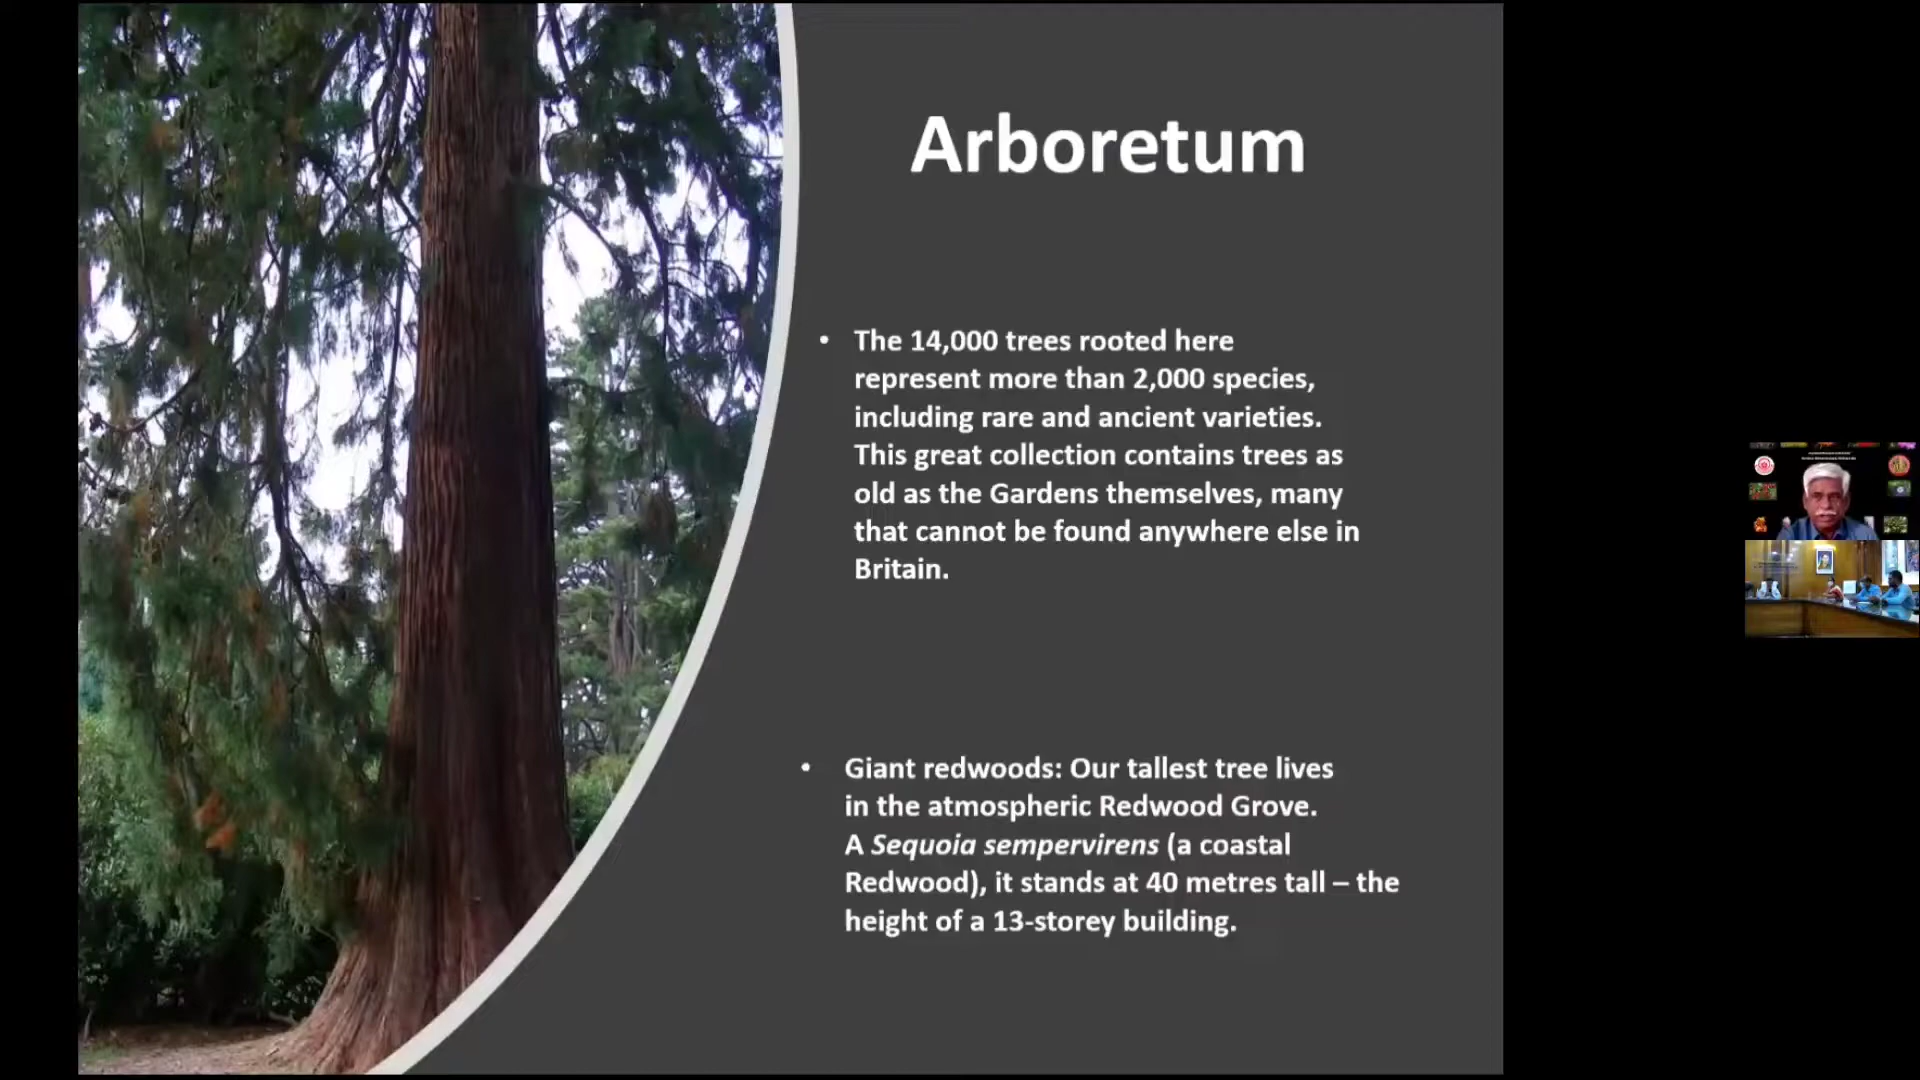 Arboretum
• The 14,000 trees rooted here
represent more than 2,000 species,
including rare and ancient varieties.
This great collection contains trees as
old as the Gardens themselves, many
that cannot be found anywhere else in
Britain.
• Giant redwoods: Our tallest tree lives
in the atmospheric Redwood Grove.
A Sequoia sempervirens (a coastal
Redwood), it stands at 40 metres tall – the
height of a 13-storey building.